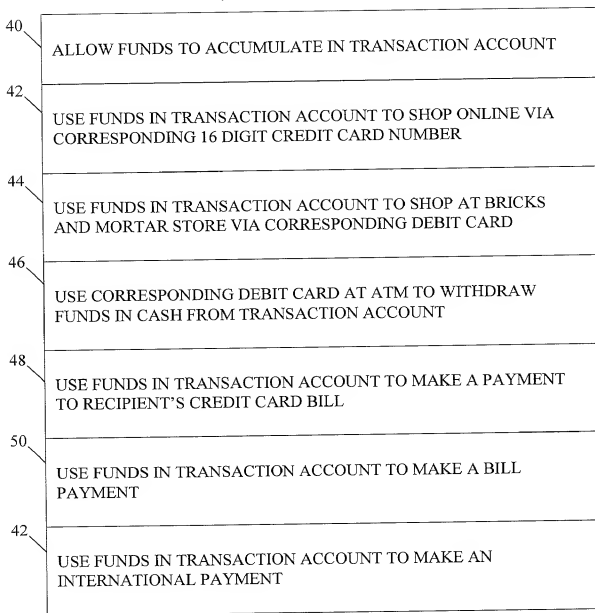 40
ALLOW FUNDS TO ACCUMULATE IN TRANSACTION ACCOUNT
42
USE FUNDS IN TRANSACTION ACCOUNT TO SHOP ONLINE VIA
CORRESPONDING 16 DIGIT CREDIT CARD NUMBER
44
USE FUNDS IN TRANSACTION ACCOUNT TO SHOP AT BRICKS
AND MORTAR STORE VIA CORRESPONDING DEBIT CARD
46
USE CORRESPONDING DEBIT CARD AT ATM TO WITHDRAW
FUNDS IN CASH FROM TRANSACTION ACCOUNT
48
USE FUNDS IN TRANSACTION ACCOUNT TO MAKE A PAYMENT
TO RECIPIENT'S CREDIT CARD BILL
50
USE FUNDS IN TRANSACTION ACCOUNT TO MAKE A BILL
PAYMENT
42
USE FUNDS IN TRANSACTION ACCOUNT TO MAKE AN
INTERNATIONAL PAYMENT